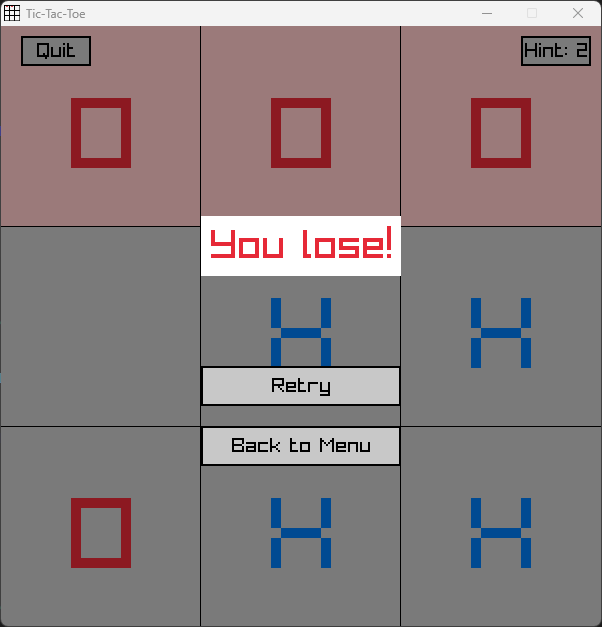 Tic-Tac-Toe
Quit
Hint: 2
O O O
You lose!
X X
Retry
Back to Menu
O X X